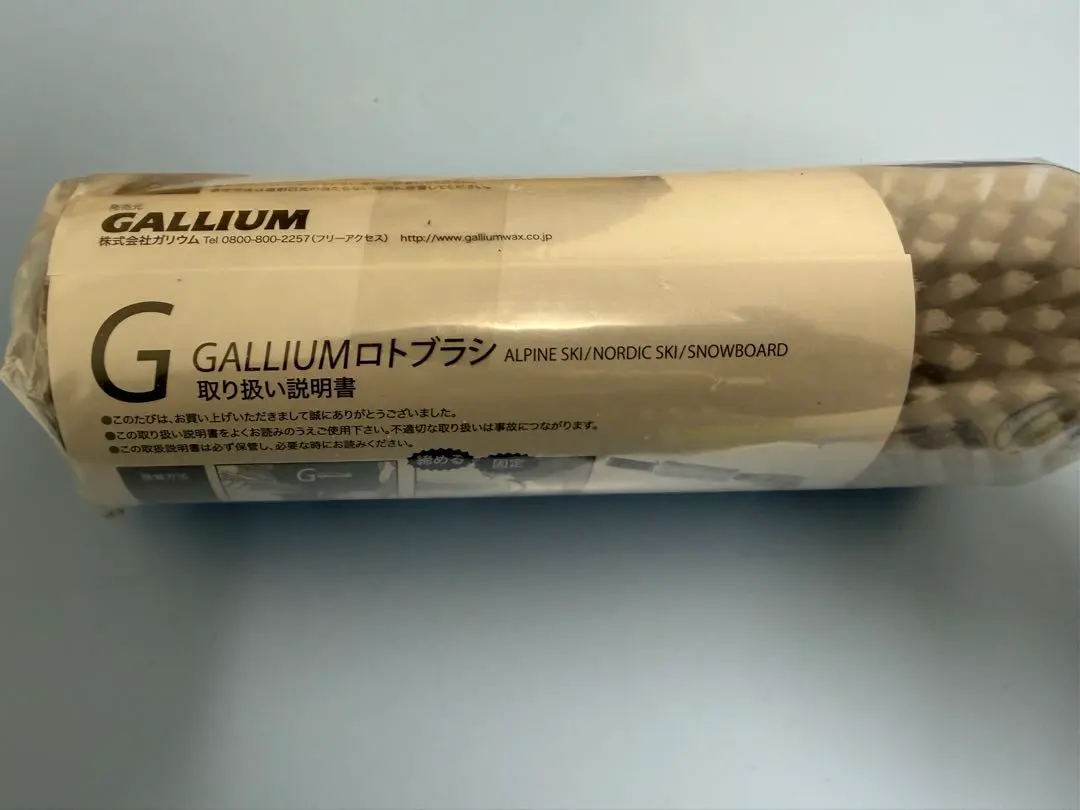 発売元
GALLIUM
株式会社ガリウム Tel 0800-800-2257(フリーアクセス) http://www.galliumwax.co.jp
G GALLIUMロトブラシ ALPINE SKI/NORDIC SKI/SNOWBOARD
取り扱い説明書
●このたびは、お買い上げいただきまして誠にありがとうございました。
●この取り扱い説明書をよくお読みのうえご使用下さい。不適切な取り扱いは事故につながります。
●この取扱説明書は必ず保管し、必要な時にお読みください。
締める 固定
G